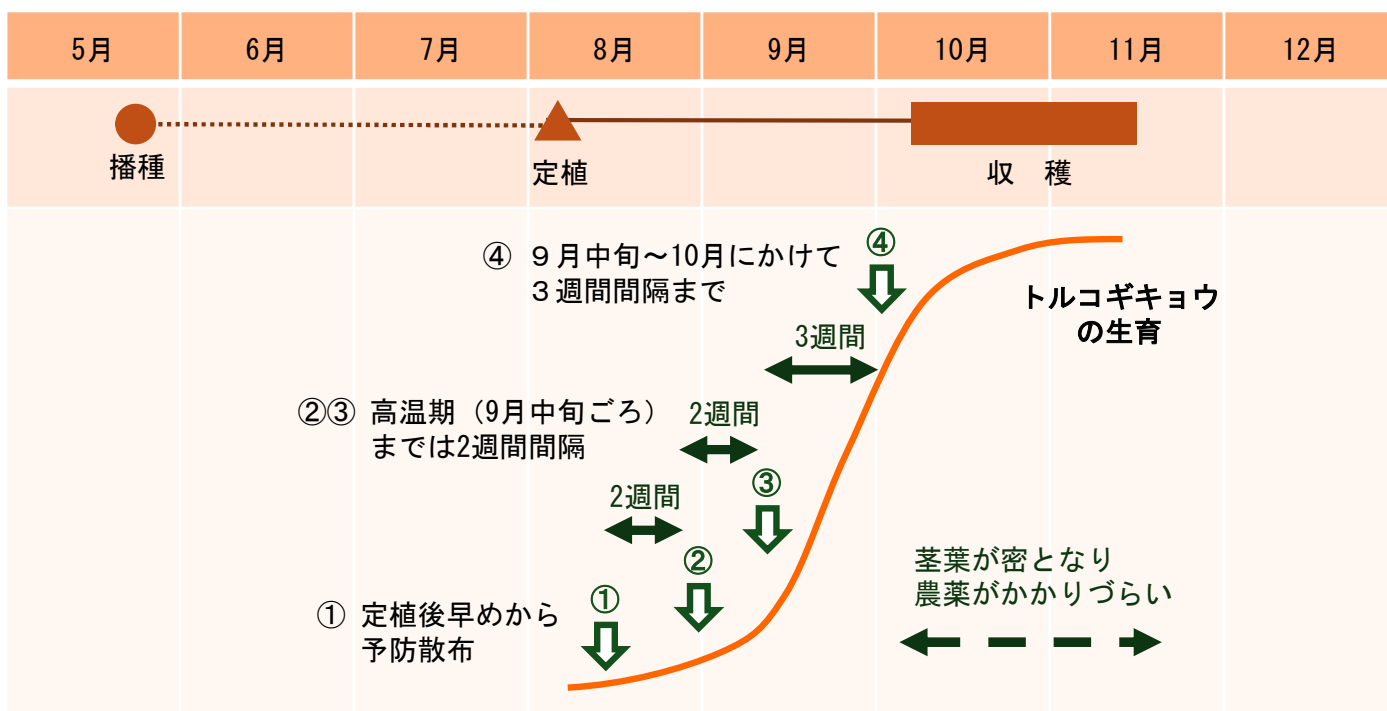 5月 6月 7月 8月 9月 10月 11月 12月
播種
定植
収　穫
④
④ ９月中旬～10月にかけて
３週間間隔まで
トルコギキョウ
の生育
3週間
②③ 高温期（9月中旬ごろ）
までは2週間間隔
2週間
③
2週間
②
茎葉が密となり
農薬がかかりづらい
①
① 定植後早めから
予防散布